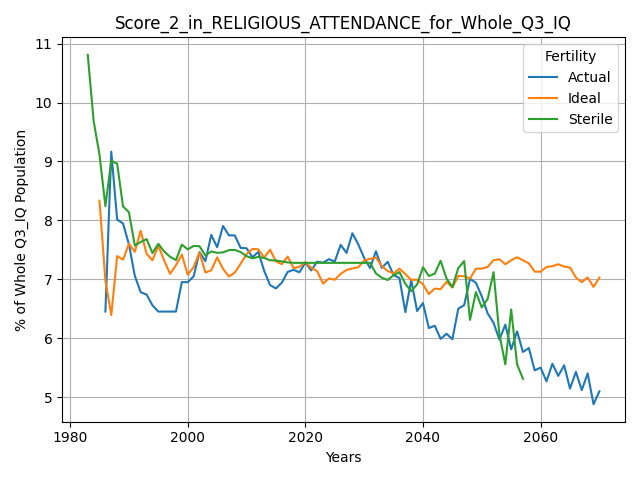 Score_2_in_RELIGIOUS_ATTENDANCE_for_Whole_Q3_IQ
Fertility
Actual
Ideal
Sterile
% of Whole Q3_IQ Population
11
10
9
8
7
6
5
1980
2000
2020
2040
2060
Years